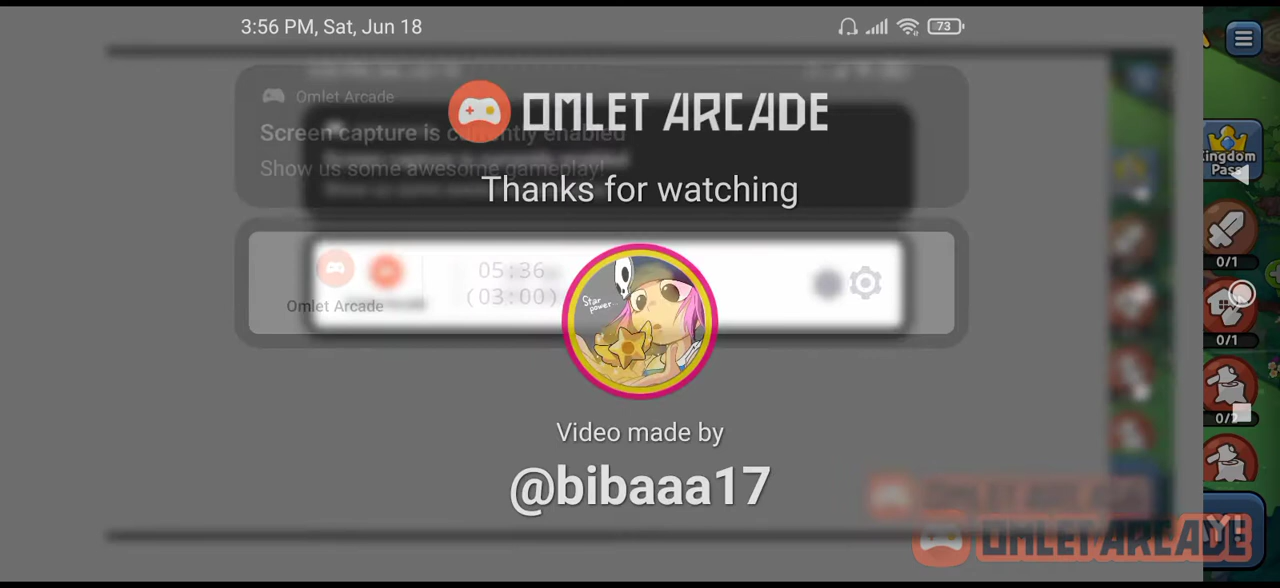 3:56 PM, Sat, Jun 18
73
Omlet Arcade
OMLET ARCADE
Screen capture is currently enabled
Show us some awesome gameplay!
Thanks for watching
Kingdom
Pass
0/1
05:36
(03:00)
Omlet Arcade
Star
power...
0/1
0/2
Video made by
@bibaaa17
OMLET ARCADE
Y!